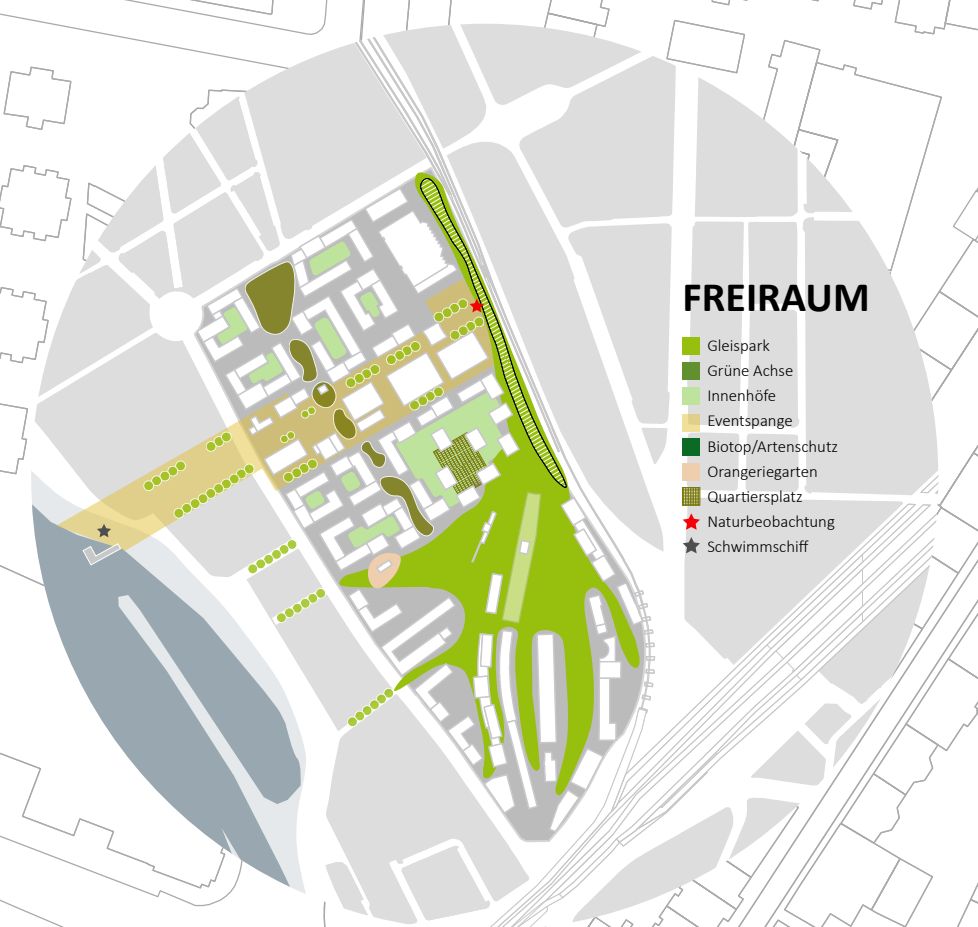 FREIRAUM
Gleispark
Grüne Achse
Innenhöfe
Eventspange
Biotop/Artenschutz
Orangeriegarten
Quartiersplatz
Naturbeobachtung
Schwimmschiff